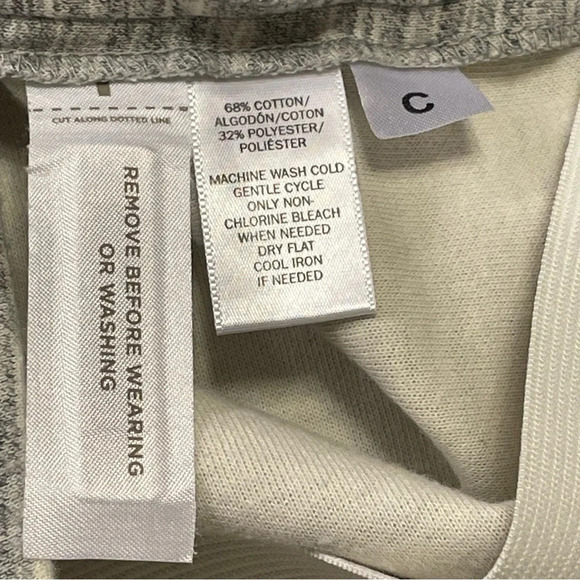 CUT ALONG DOTTED LINE
REMOVE BEFORE WEARING
OR WASHING
68% COTTON/
ALGODÓN/COTON
32% POLYESTER/
POLIÉSTER
MACHINE WASH COLD
GENTLE CYCLE
ONLY NON-
CHLORINE BLEACH
WHEN NEEDED
DRY FLAT
COOL IRON
IF NEEDED
C